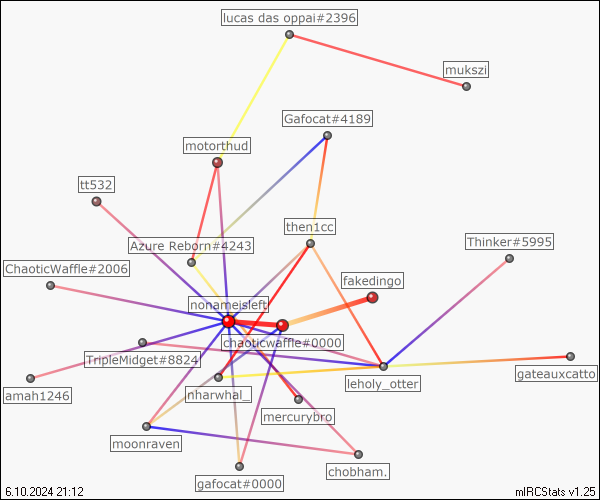 lucas das oppai#2396
mukszi
Gafocat#4189
motorthud
tt532
then1cc
Azure Reborn#4243
Thinker#5995
ChaoticWaffle#2006
fakedingo
nonameisleft
chaoticwaffle#0000
TripleMidget#8824
gateauxcatto
leholy_otter
amah1246
nharwhal_
mercurybro
moonraven
chobham.
gafocat#0000
6.10.2024 21:12
mIRCStats v1.25